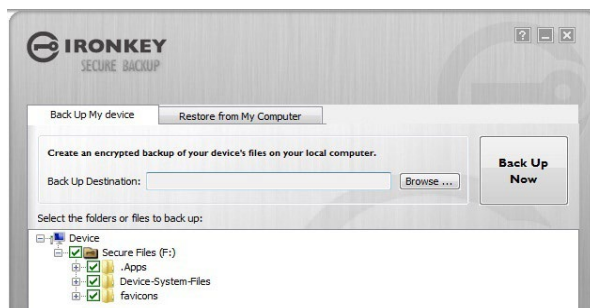 IRONKEY
SECURE BACKUP
Back Up My device
Restore from My Computer
Create an encrypted backup of your device's files on your local computer.
Back Up Destination:
Browse ...
Back Up
Now
Select the folders or files to back up:
Device
Secure Files (F:)
.Apps
Device-System-Files
favicons